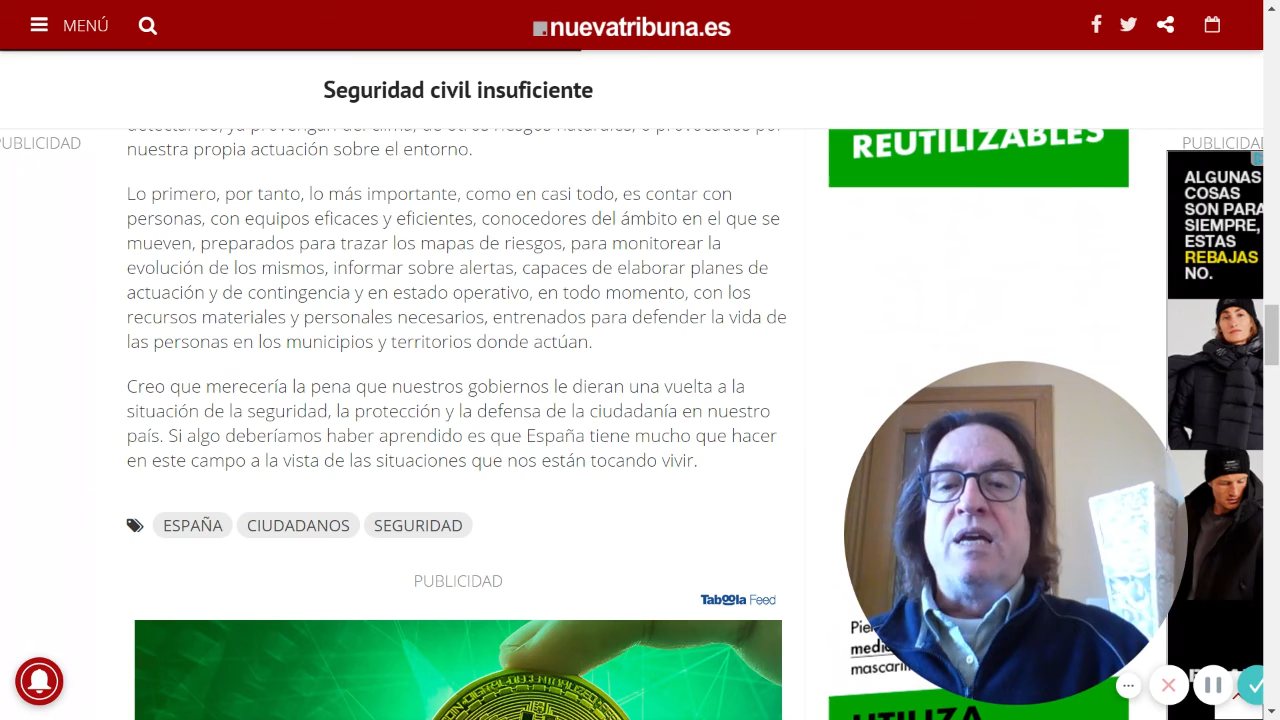 MENÚ
nuevatribuna.es
Seguridad civil insuficiente
PUBLICIDAD
nuestra propia actuación sobre el entorno.
Lo primero, por tanto, lo más importante, como en casi todo, es contar con
personas, con equipos eficaces y eficientes, conocedores del ámbito en el que se
mueven, preparados para trazar los mapas de riesgos, para monitorear la
evolución de los mismos, informar sobre alertas, capaces de elaborar planes de
actuación y de contingencia y en estado operativo, en todo momento, con los
recursos materiales y personales necesarios, entrenados para defender la vida de
las personas en los municipios y territorios donde actúan.
Creo que merecería la pena que nuestros gobiernos le dieran una vuelta a la
situación de la seguridad, la protección y la defensa de la ciudadanía en nuestro
país. Si algo deberíamos haber aprendido es que España tiene mucho que hacer
en este campo a la vista de las situaciones que nos están tocando vivir.
ESPAÑA
CIUDADANOS
SEGURIDAD
PUBLICIDAD
Taboola Feed
REUTILIZABLES
UTILIZA
PUBLICIDAD
ALGUNAS
COSAS
SON PARA
SIEMPRE,
ESTAS
REBAJAS
NO.